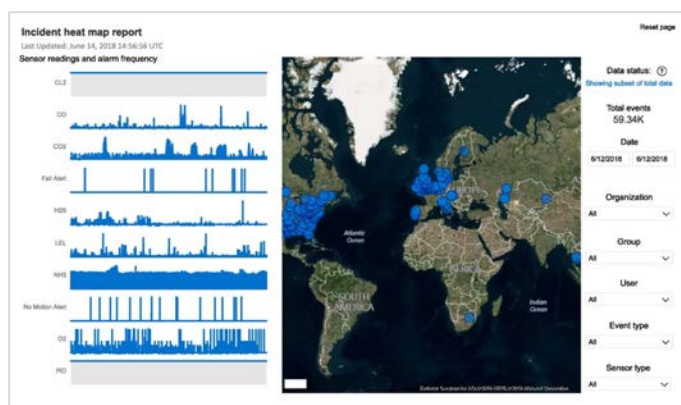 Incident heat map report
Reset page
Last Updated: June 14, 2018 14:56:56 UTC
Sensor readings and alarm frequency
CL2
CO
CO2
Fall Alert
H2S
LEL
NH3
No Motion Alert
O2
PID
Atlantic
Ocean
EUROPE
AFRICA
SOUTH
AMERICA
Indian
Ocean
Data status: ?
Showing subset of total data
Total events
59.34K
Date
6/12/2018 6/12/2018
Organization
All
Group
All
User
All
Event type
All
Sensor type
All